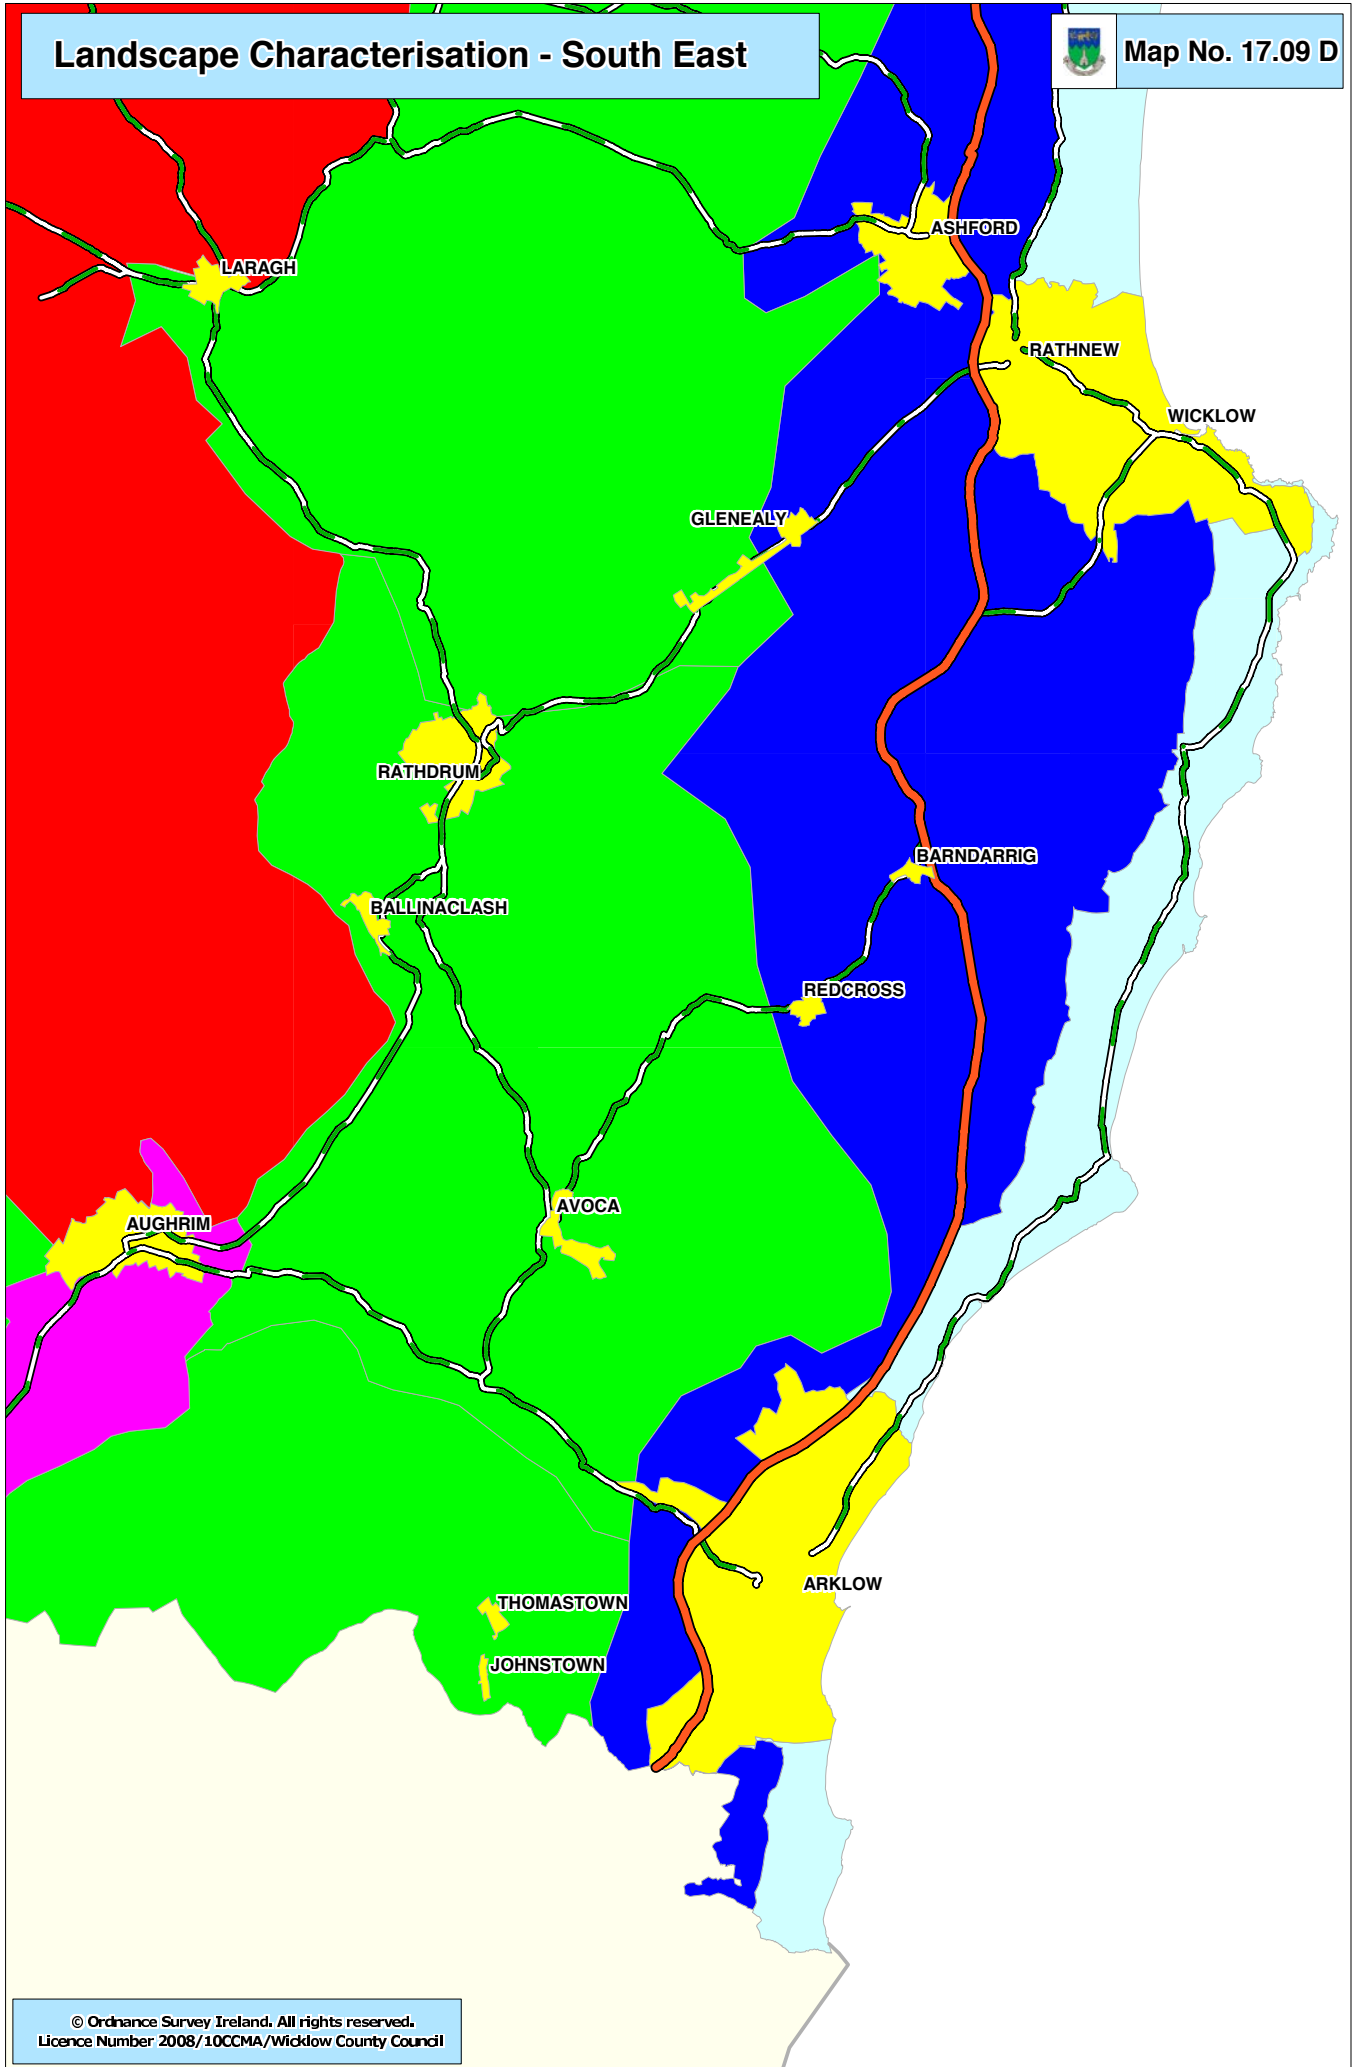 Landscape Characterisation - South East
Map No. 17.09 D
ASHFORD
LARAGH
RATHNEW
WICKLOW
GLENEALY
RATHDRUM
BARNDARRIG
BALLINACLASH
REDCROSS
AVOCA
AUGHRIM
ARKLOW
THOMASTOWN
JOHNSTOWN
© Ordnance Survey Ireland. All rights reserved.
Licence Number 2008/10CCMA/Wicklow County Council